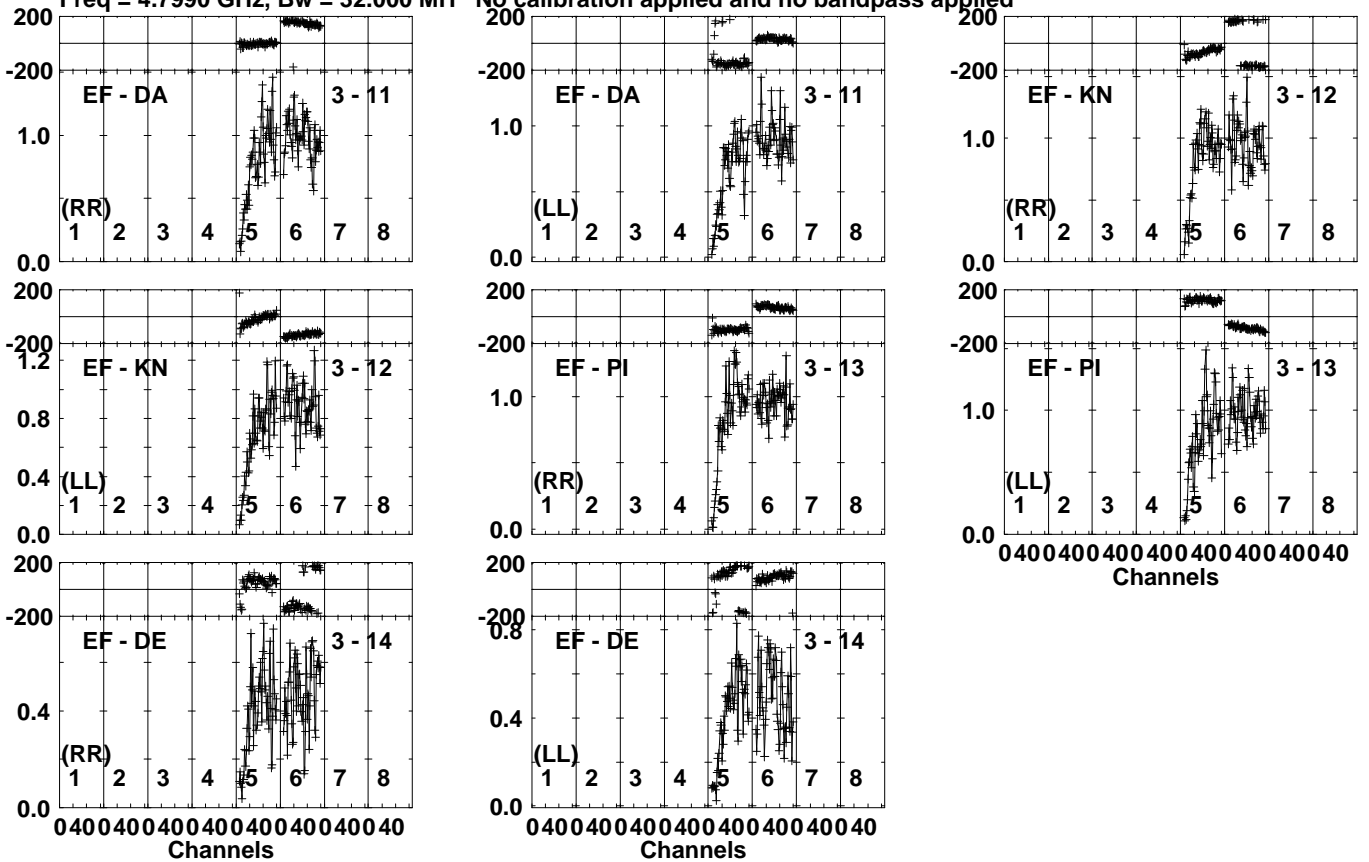 Freq = 4.7990 GHz, Bw = 32.000 MH No calibration applied and no bandpass applied
200
-200
EF - DA 3 - 11
1.0
(RR)
1 2 3 4 5 6 7 8
0.0
200
-200
EF - DA 3 - 11
1.0
(LL)
1 2 3 4 5 6 7 8
0.0
200
-200
EF - KN 3 - 12
1.0
(RR)
1 2 3 4 5 6 7 8
0.0
200
-200
1.2
EF - KN 3 - 12
0.8
0.4
(LL)
1 2 3 4 5 6 7 8
0.0
200
-200
EF - PI 3 - 13
1.0
(RR)
1 2 3 4 5 6 7 8
0.0
200
-200
EF - PI 3 - 13
1.0
(LL)
1 2 3 4 5 6 7 8
0.0
0 40 0 40 0 40 0 40 0 40 0 40 0 40 0 40
Channels
200
-200
EF - DE 3 - 14
0.4
(RR)
1 2 3 4 5 6 7 8
0.0
0 40 0 40 0 40 0 40 0 40 0 40 0 40 0 40
Channels
200
-200
0.8
EF - DE 3 - 14
0.4
(LL)
1 2 3 4 5 6 7 8
0.0
0 40 0 40 0 40 0 40 0 40 0 40 0 40 0 40
Channels